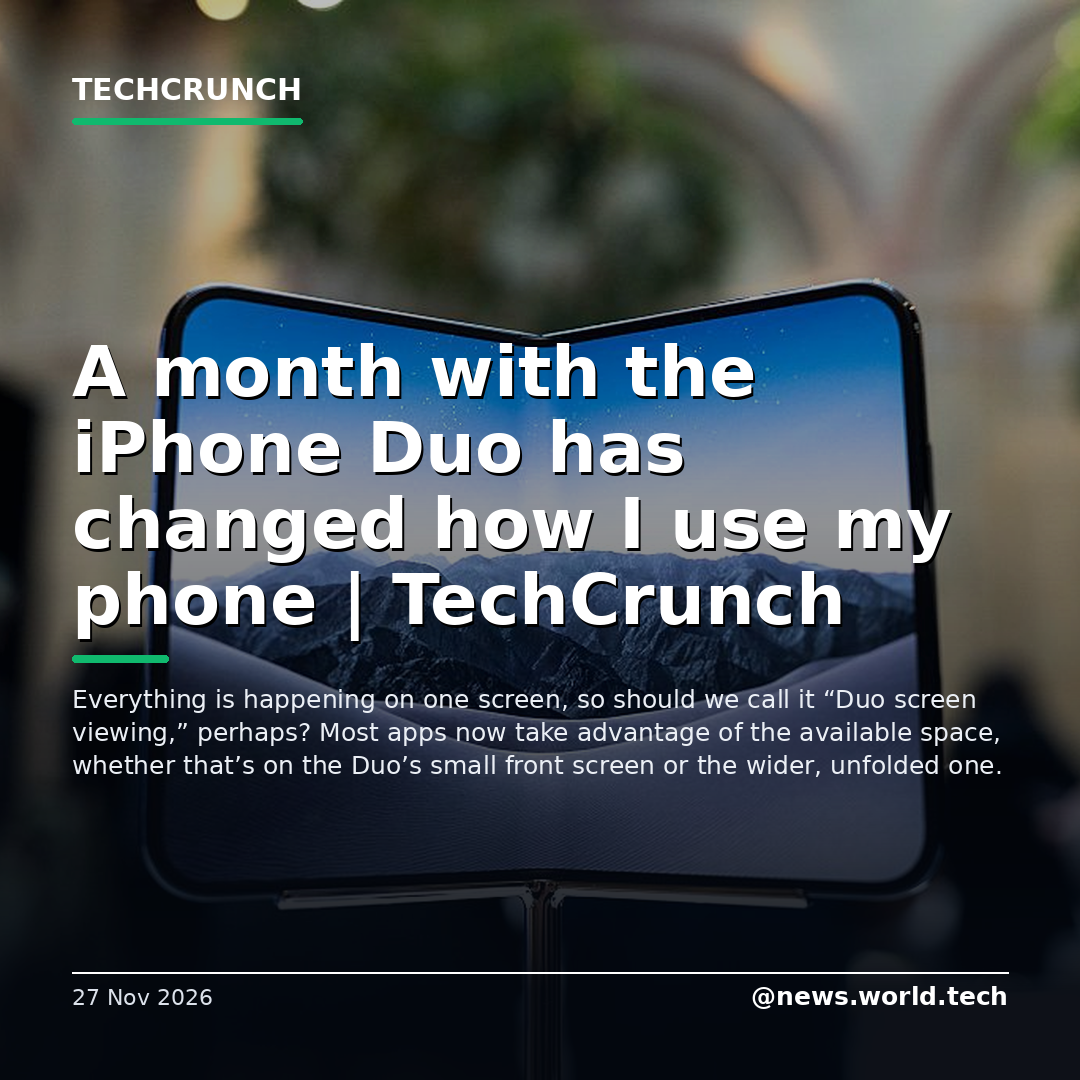 TECHCRUNCH
A month with the
iPhone Duo has
changed how I use my
phone | TechCrunch
Everything is happening on one screen, so should we call it “Duo screen
viewing,” perhaps? Most apps now take advantage of the available space,
whether that’s on the Duo’s small front screen or the wider, unfolded one.
27 Nov 2026
@news.world.tech